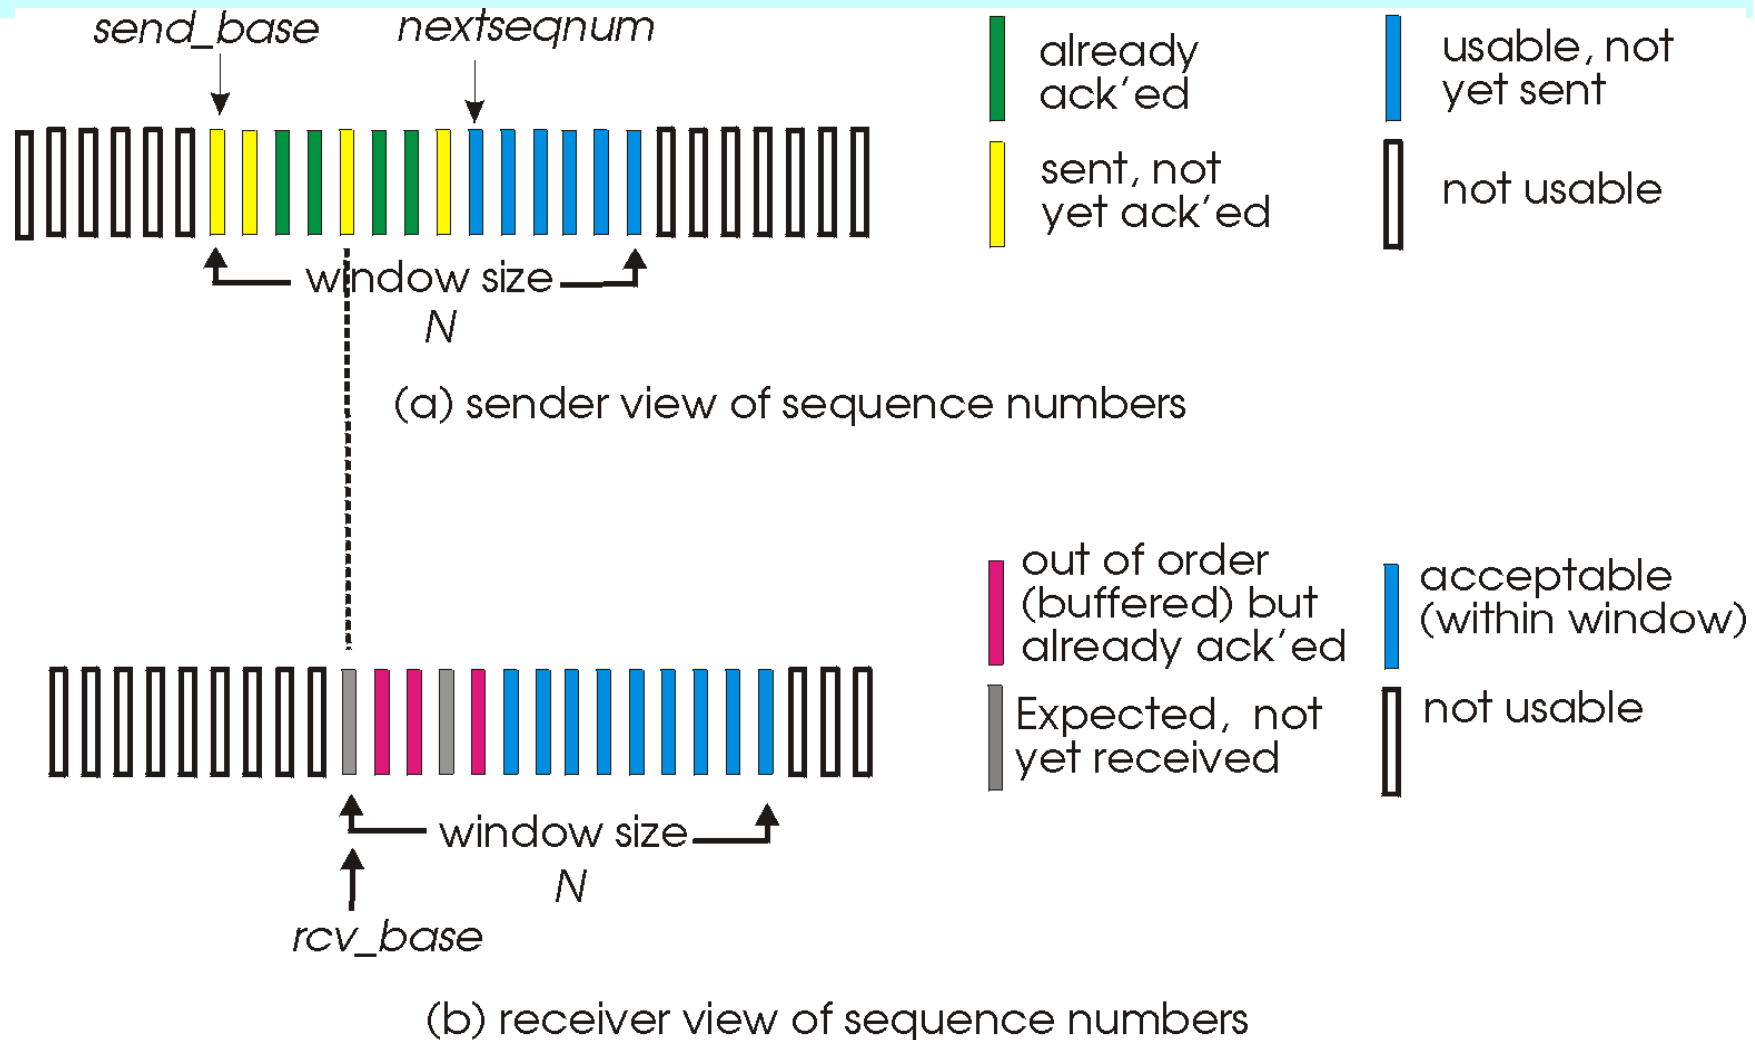 send_base
nextseqnum
already
ack'ed
usable, not
yet sent
sent, not
yet ack'ed
not usable
window size
N
(a) sender view of sequence numbers
out of order
(buffered) but
already ack'ed
acceptable
(within window)
Expected, not
yet received
not usable
window size
N
rcv_base
(b) receiver view of sequence numbers